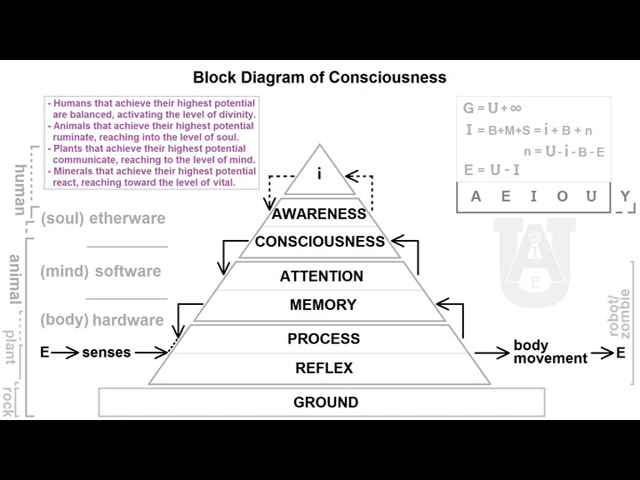 Block Diagram of Consciousness
- Humans that achieve their highest potential
are balanced, activating the level of divinity.
- Animals that achieve their highest potential
ruminate, reaching into the level of soul.
- Plants that achieve their highest potential
communicate, reaching to the level of mind.
- Minerals that achieve their highest potential
react, reaching toward the level of vital.
G = U + ∞
I = B+M+S = i + B + n
n = U - i - B - E
E = U - I
A E I O U Y
human
animal
plant
rock
(soul) etherware
(mind) software
(body) hardware
E
senses
i
AWARENESS
CONSCIOUSNESS
ATTENTION
MEMORY
PROCESS
REFLEX
GROUND
body
movement
E
robot/
zombie
U
A
i
E